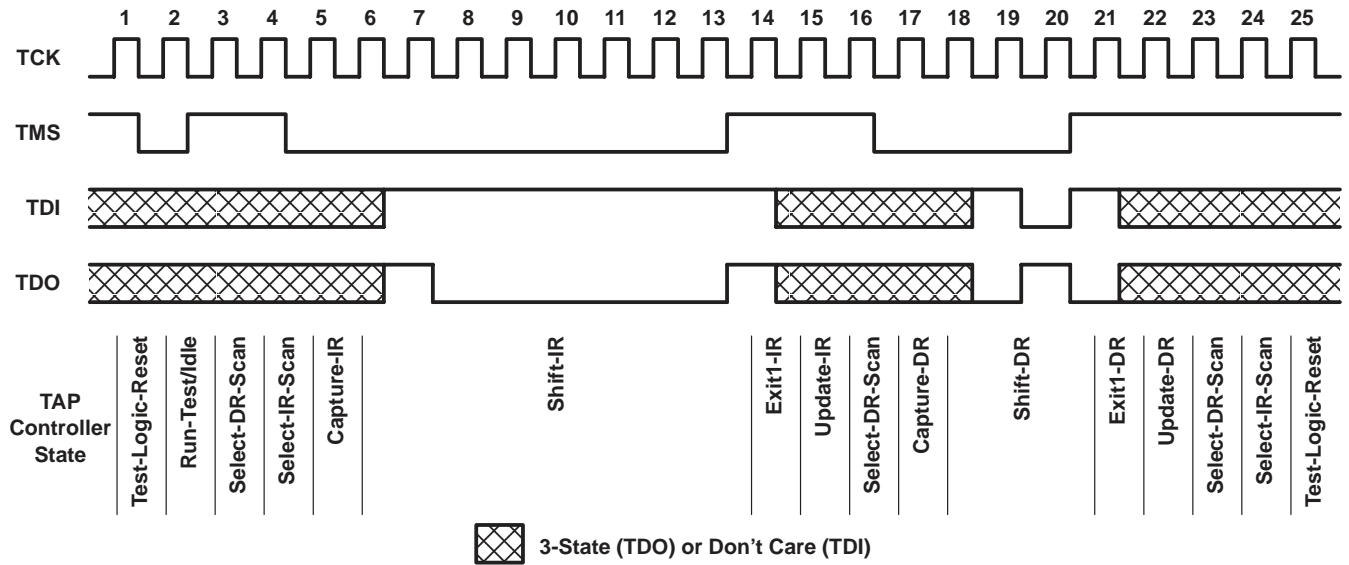 1 2 3 4 5 6 7 8 9 10 11 12 13 14 15 16 17 18 19 20 21 22 23 24 25
TCK
TMS
TDI
TDO
TAP
Controller
State
Test-Logic-Reset
Run-Test/Idle
Select-DR-Scan
Select-IR-Scan
Capture-IR
Shift-IR
Exit1-IR
Update-IR
Select-DR-Scan
Capture-DR
Shift-DR
Exit1-DR
Update-DR
Select-DR-Scan
Select-IR-Scan
Test-Logic-Reset
3-State (TDO) or Don't Care (TDI)